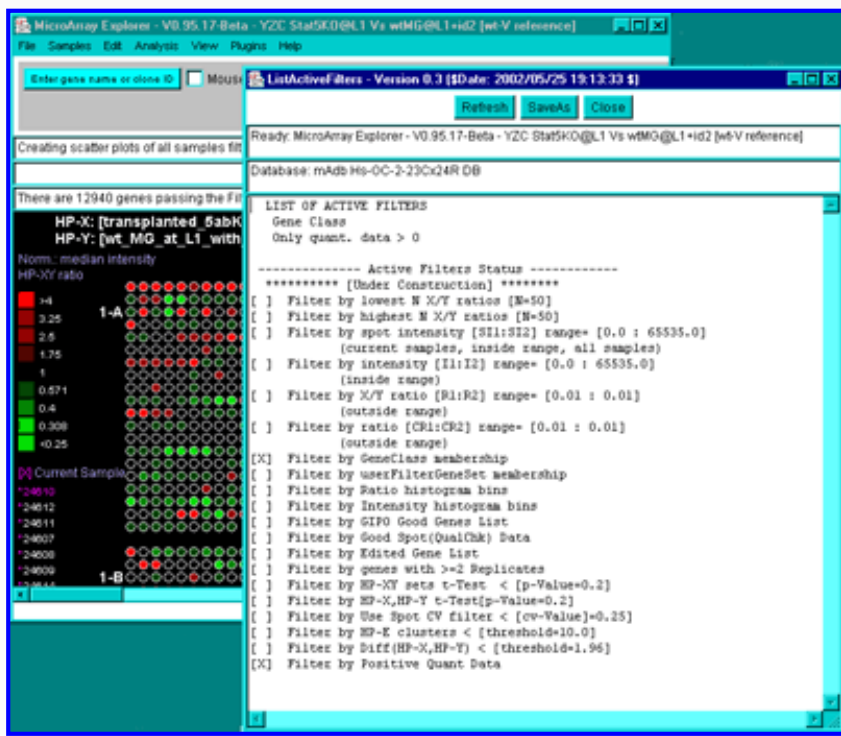 MicroArray Explorer - V0.95.17-Beta - YZC Stat5KO@L1 Vs wtMG@L1+id2 [wt-V reference]
File Samples Edit Analysis View Plugins Help
Enter gene name or clone ID Mouse
Creating scatter plots of all samples filt
There are 12940 genes passing the Fil
HP-X: [transplanted_5abK
HP-Y: [wt_MG_at_L1_with
Norm.: median intensity
HP-XY ratio
>4
3.25
2.5
1.75
1
0.571
0.4
0.308
<0.25
1-A
[X] Current Sample
*24610
*24612
*24611
*24607
*24608
*24609
1-B
ListActiveFilters - Version 0.3 ($Date: 2002/05/25 19:13:33 $)
Refresh SaveAs Close
Ready: MicroArray Explorer - V0.95.17-Beta - YZC Stat5KO@L1 Vs wtMG@L1+id2 [wt-V reference]
Database: mAdb Hs-OC-2-23Cx24R DB
LIST OF ACTIVE FILTERS
Gene Class
Only quant. data > 0
-------------- Active Filters Status ------------
********** [Under Construction] ********
[ ] Filter by lowest N X/Y ratios [N=50]
[ ] Filter by highest N X/Y ratios [N=50]
[ ] Filter by spot intensity [SI1:SI2] range= [0.0 : 65535.0]
(current samples, inside range, all samples)
[ ] Filter by intensity [I1:I2] range= [0.0 : 65535.0]
(inside range)
[ ] Filter by X/Y ratio [R1:R2] range= [0.01 : 0.01]
(outside range)
[ ] Filter by ratio [CR1:CR2] range= [0.01 : 0.01]
(outside range)
[X] Filter by GeneClass membership
[ ] Filter by userFilterGeneSet membership
[ ] Filter by Ratio histogram bins
[ ] Filter by Intensity histogram bins
[ ] Filter by GIPO Good Genes List
[ ] Filter by Good Spot(QualChk) Data
[ ] Filter by Edited Gene List
[ ] Filter by genes with >=2 Replicates
[ ] Filter by HP-XY sets t-Test < [p-Value=0.2]
[ ] Filter by HP-X,HP-Y t-Test[p-Value=0.2]
[ ] Filter by Use Spot CV filter < [cv-Value]=0.25]
[ ] Filter by HP-E clusters < [threshold=10.0]
[ ] Filter by Diff(HP-X,HP-Y) < [threshold=1.96]
[X] Filter by Positive Quant Data